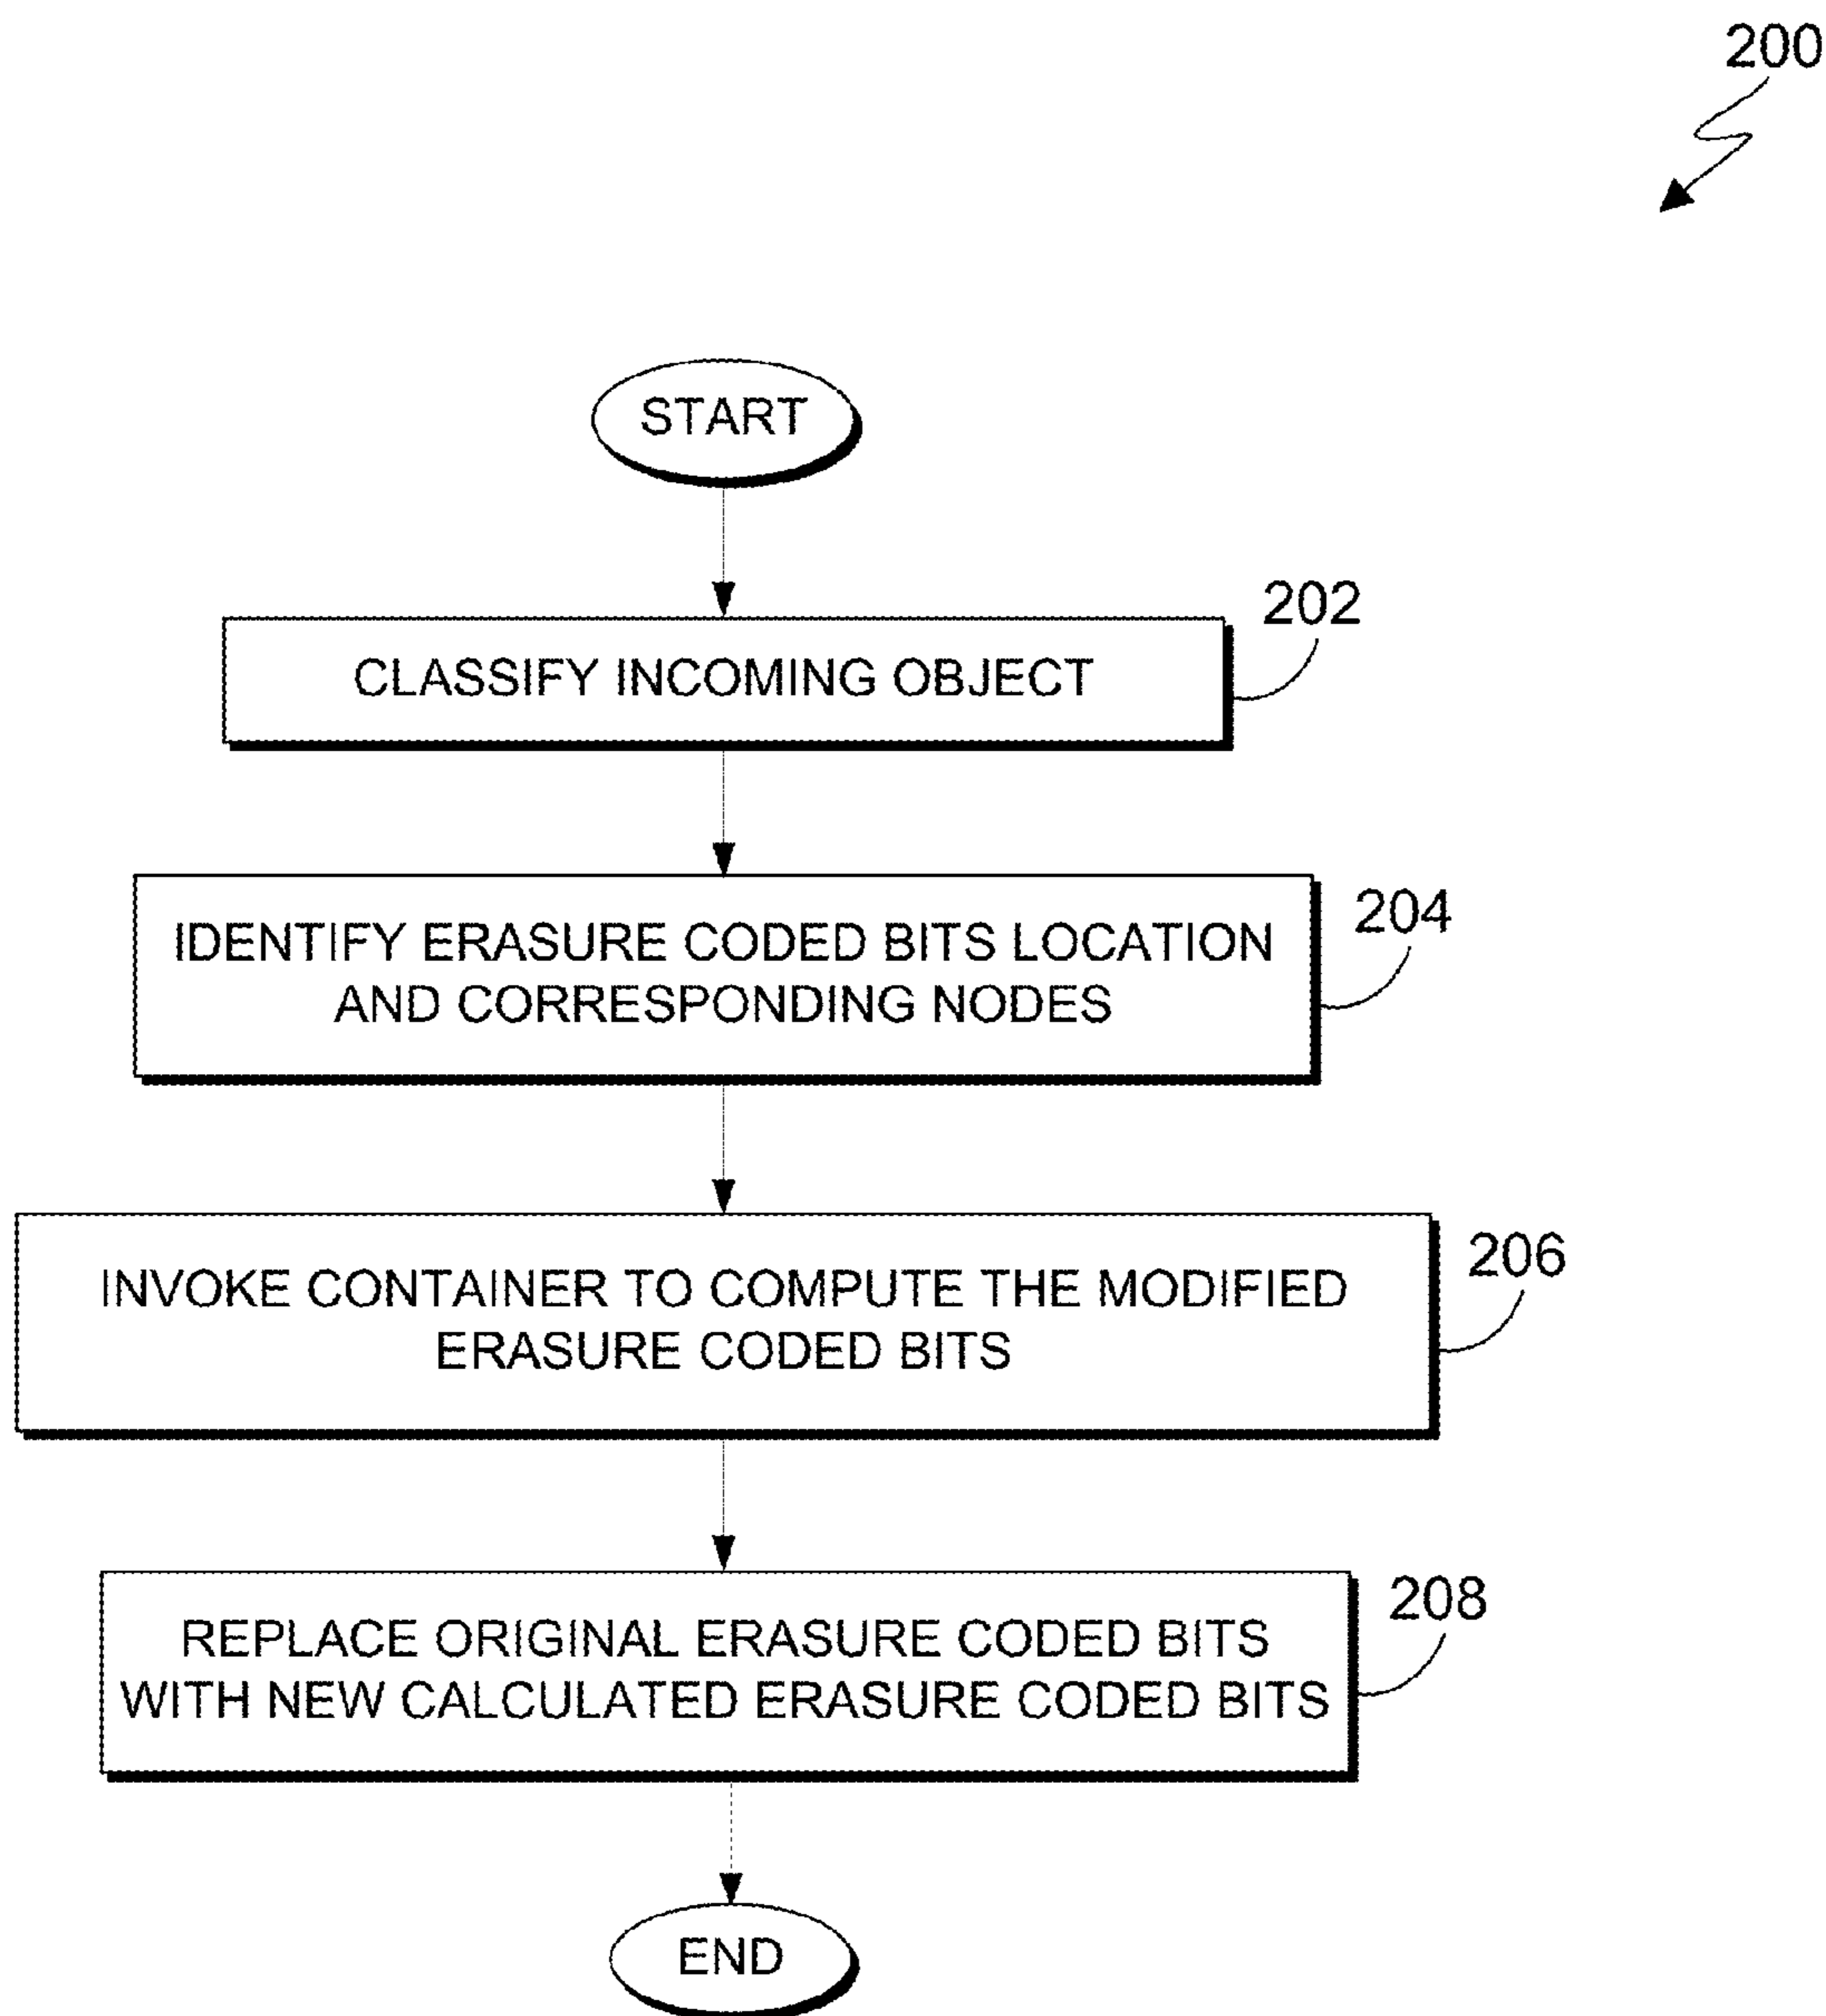 200
START
202
CLASSIFY INCOMING OBJECT
204
IDENTIFY ERASURE CODED BITS LOCATION
AND CORRESPONDING NODES
206
INVOKE CONTAINER TO COMPUTE THE MODIFIED
ERASURE CODED BITS
208
REPLACE ORIGINAL ERASURE CODED BITS
WITH NEW CALCULATED ERASURE CODED BITS
END